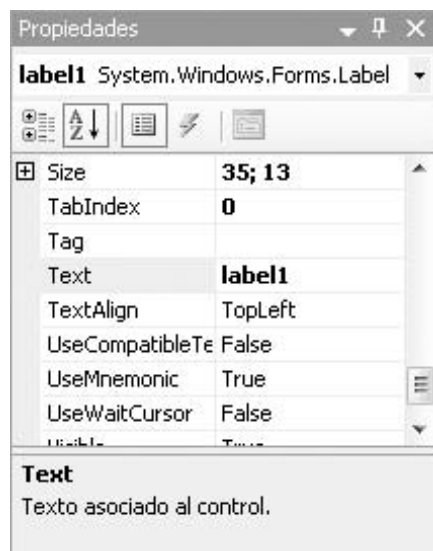 Propiedades
label1 System.Windows.Forms.Label
A
Z
Size 35; 13
TabIndex 0
Tag
Text label1
TextAlign TopLeft
UseCompatibleTe False
UseMnemonic True
UseWaitCursor False
Text
Texto asociado al control.